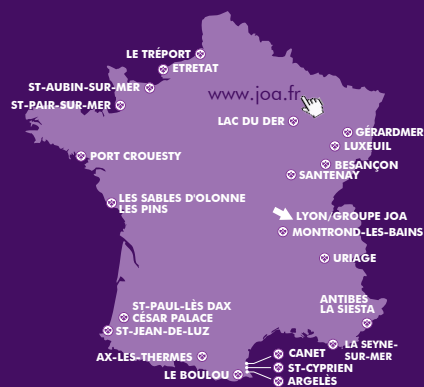 LE TRÉPORT
ETRETAT
ST-AUBIN-SUR-MER
www.joa.fr
ST-PAIR-SUR-MER
LAC DU DER
GÉRARDMER
LUXEUIL
PORT CROUESTY
BESANÇON
SANTENAY
LES SABLES D'OLONNE
LES PINS
LYON/GROUPE JOA
MONTROND-LES-BAINS
URIAGE
ANTIBES
LA SIESTA
ST-PAUL-LÈS DAX
CÉSAR PALACE
ST-JEAN-DE-LUZ
LA SEYNE-
SUR-MER
AX-LES-THERMES
CANET
LE BOULOU
ST-CYPRIEN
ARGELÈS